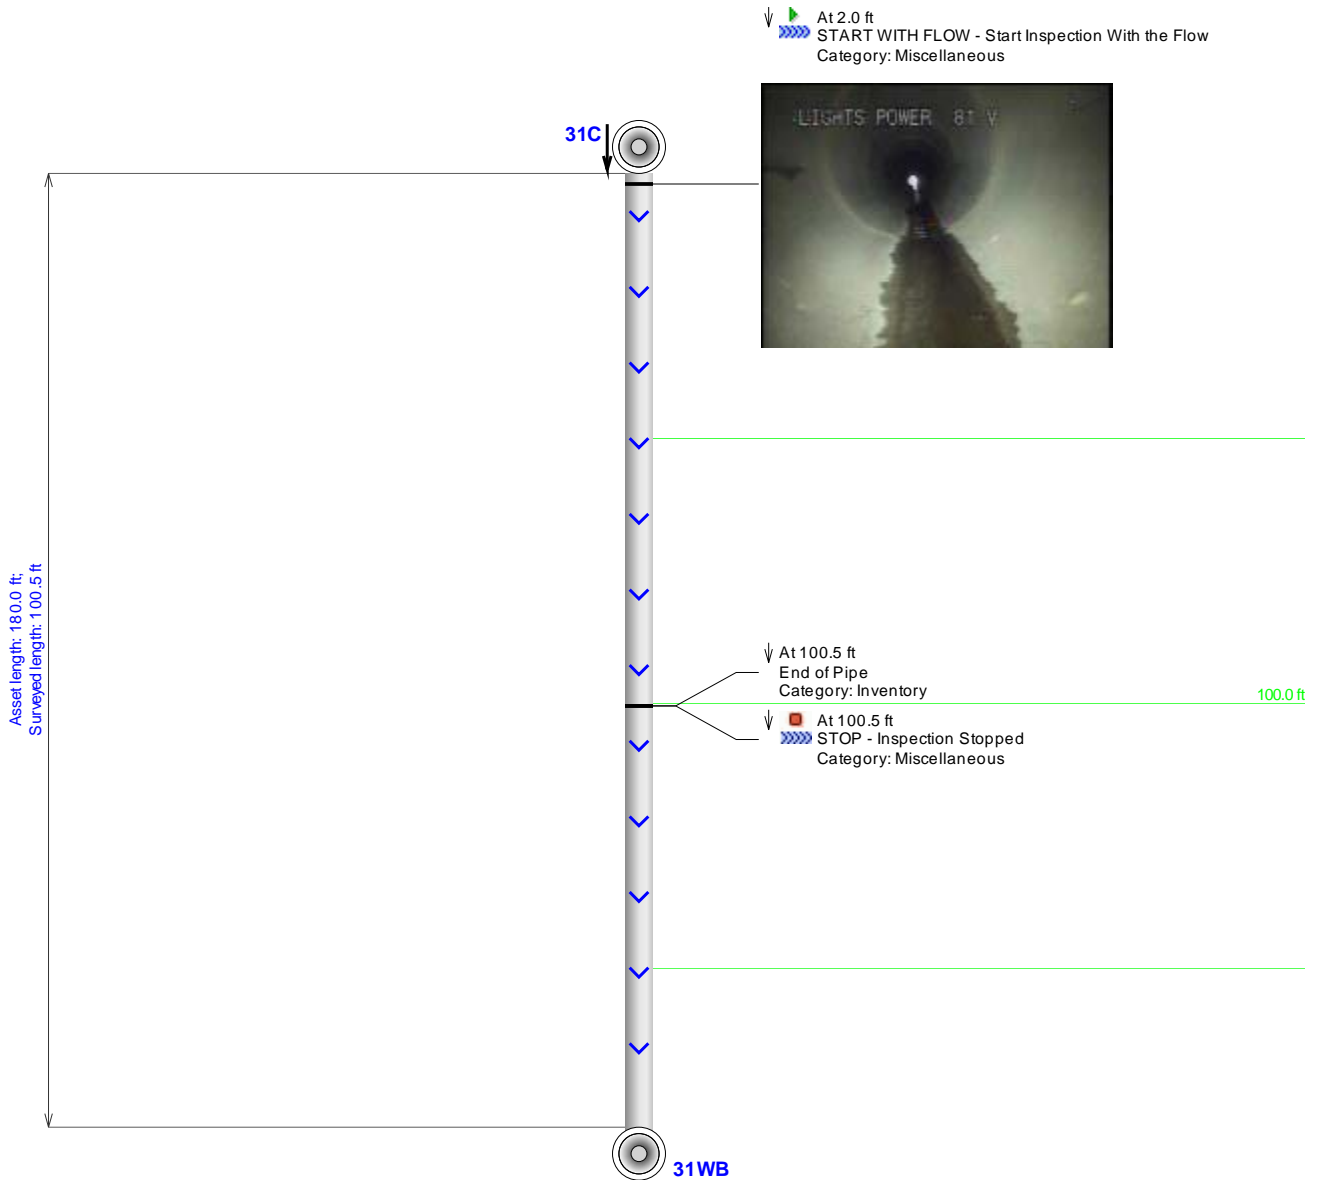 At 2.0 ft
START WITH FLOW - Start Inspection With the Flow
Category: Miscellaneous
LIGHTS POWER 81 V
31C
Asset length: 180.0 ft;
Surveyed length: 100.5 ft
At 100.5 ft
End of Pipe
Category: Inventory
100.0 ft
At 100.5 ft
STOP - Inspection Stopped
Category: Miscellaneous
31WB